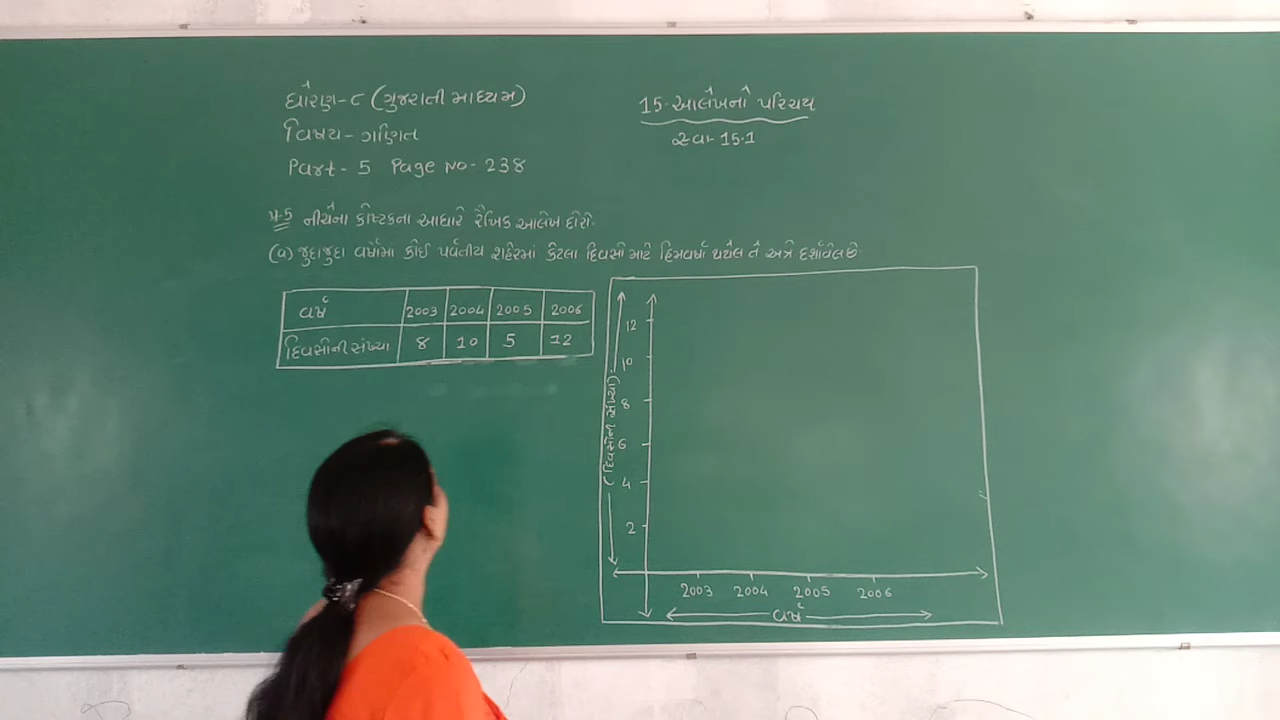 ધોરણ-૮ (ગુજરાતી માધ્યમ)
વિષય- ગણિત
Part- 5 Page No- 238
15. આલેખનો પરિચય
સ્વા- 15.1
પ્ર-5 નીચેના કોષ્ટકના આધારે રૈખિક આલેખ દોરો.
(a) જુદાજુદા વર્ષોમાં કોઈ પર્વતીય શહેરમાં કેટલા દિવસો માટે હિમવર્ષા થયેલ તે અત્રે દર્શાવેલ છે
વર્ષ 2003 2004 2005 2006
દિવસોની સંખ્યા 8 10 5 12
12
10
8
6
4
2
(દિવસોની સંખ્યા)
2003 2004 2005 2006
વર્ષ